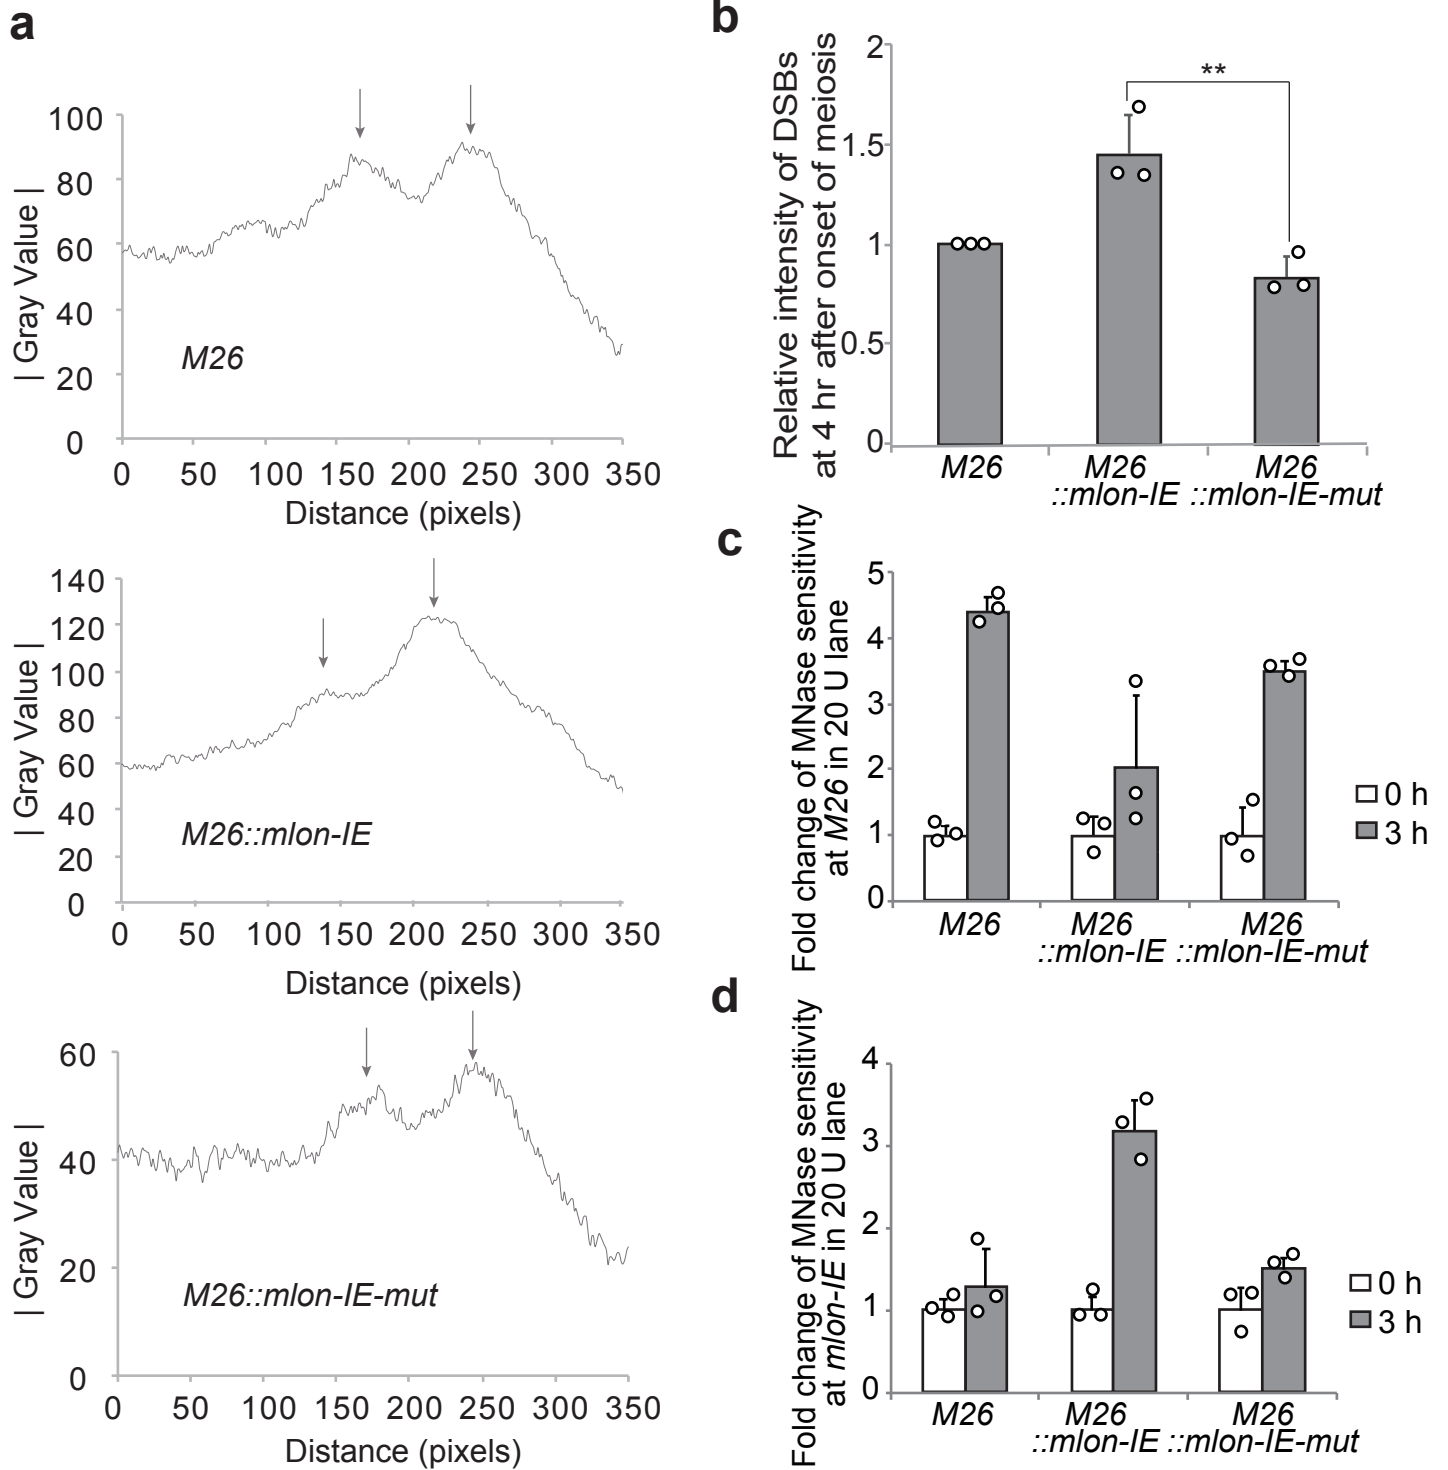 a
100
80
60
40
20
0
| Gray Value |
M26
0 50 100 150 200 250 300 350
Distance (pixels)
140
120
100
80
60
40
20
0
| Gray Value |
M26::mlon-IE
0 50 100 150 200 250 300 350
Distance (pixels)
60
40
20
0
| Gray Value |
M26::mlon-IE-mut
0 50 100 150 200 250 300 350
Distance (pixels)
b
Relative intensity of DSBs
at 4 hr after onset of meiosis
2
1.5
1
0.5
0
**
M26 M26 M26
::mlon-IE ::mlon-IE-mut
c
Fold change of MNase sensitivity
at M26 in 20 U lane
5
4
3
2
1
0
0 h
3 h
M26 M26 M26
::mlon-IE ::mlon-IE-mut
d
Fold change of MNase sensitivity
at mlon-IE in 20 U lane
4
3
2
1
0
0 h
3 h
M26 M26 M26
::mlon-IE ::mlon-IE-mut